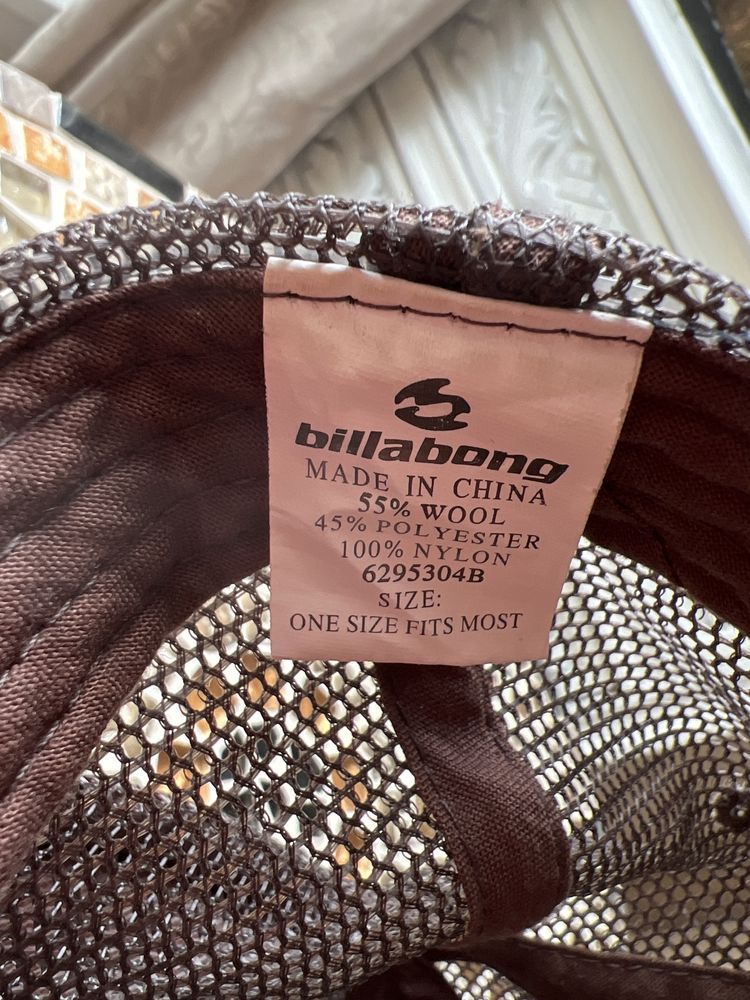 billabong
MADE IN CHINA
55% WOOL
45% POLYESTER
100% NYLON
6295304B
SIZE:
ONE SIZE FITS MOST